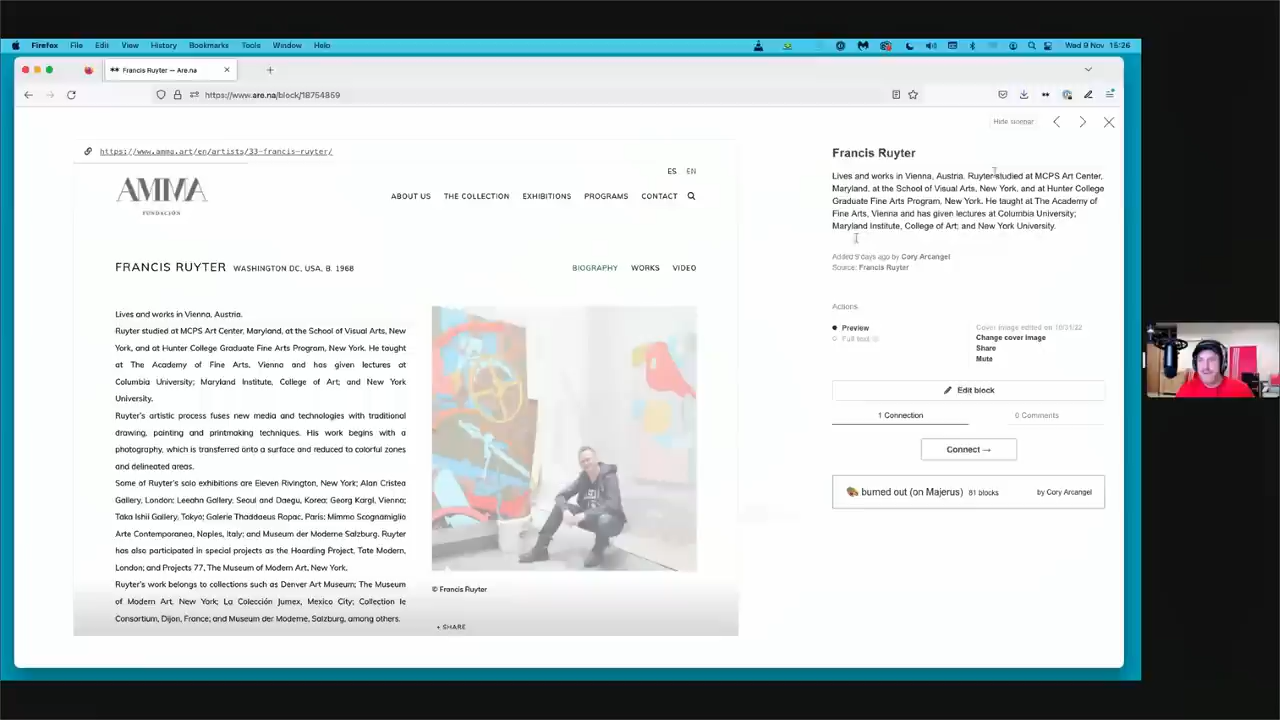 Firefox File Edit View History Bookmarks Tools Window Help
Wed 9 Nov 15:26
Francis Ruyter — Are.na
https://www.are.na/block/18754859
Hide sidebar
https://www.amma.art/en/artists/33-francis-ruyter/
ES EN
AMMA
FUNDACIÓN
ABOUT US THE COLLECTION EXHIBITIONS PROGRAMS CONTACT
FRANCIS RUYTER WASHINGTON DC, USA, B. 1968
BIOGRAPHY WORKS VIDEO
Lives and works in Vienna, Austria.
Ruyter studied at MCPS Art Center, Maryland, at the School of Visual Arts, New
York, and at Hunter College Graduate Fine Arts Program, New York. He taught
at The Academy of Fine Arts, Vienna and has given lectures at
Columbia University; Maryland Institute, College of Art; and New York
University.
Ruyter's artistic process fuses new media and technologies with traditional
drawing, painting and printmaking techniques. His work begins with a
photography, which is transferred onto a surface and reduced to colorful zones
and delineated areas.
Some of Ruyter's solo exhibitions are Eleven Rivington, New York; Alan Cristea
Gallery, London; Leeahn Gallery, Seoul and Daegu, Korea; Georg Kargl, Vienna;
Taka Ishii Gallery, Tokyo; Galerie Thaddaeus Ropac, Paris; Mimmo Scognamiglio
Arte Contemporanea, Naples, Italy; and Museum der Moderne Salzburg. Ruyter
has also participated in special projects as the Hoarding Project, Tate Modern,
London; and Projects 77, The Museum of Modern Art, New York.
Ruyter's work belongs to collections such as Denver Art Museum; The Museum
of Modern Art, New York; La Colección Jumex, Mexico City; Collection le
Consortium, Dijon, France; and Museum der Moderne, Salzburg, among others.
© Francis Ruyter
+ SHARE
Francis Ruyter
Lives and works in Vienna, Austria. Ruyter studied at MCPS Art Center,
Maryland, at the School of Visual Arts, New York, and at Hunter College
Graduate Fine Arts Program, New York. He taught at The Academy of
Fine Arts, Vienna and has given lectures at Columbia University;
Maryland Institute, College of Art; and New York University.
Added 9 days ago by Cory Arcangel
Source: Francis Ruyter
Actions
Preview
Full text
Cover image edited on 10/31/22
Change cover image
Share
Mute
Edit block
1 Connection 0 Comments
Connect →
burned out (on Majerus) 81 blocks by Cory Arcangel